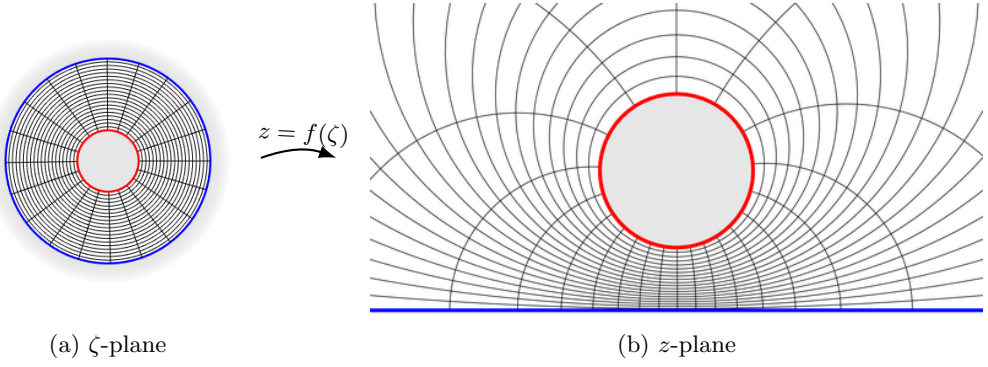 z = f(ζ)
(a) ζ-plane
(b) z-plane